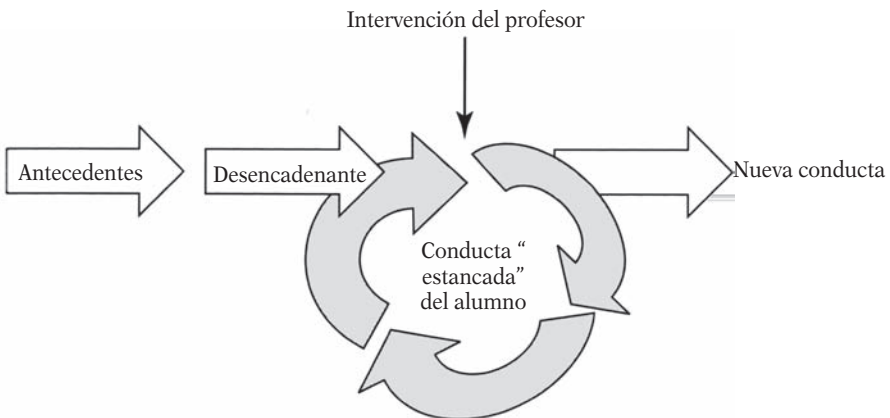 Intervención del profesor
Antecedentes
Desencadenante
Nueva conducta
Conducta “
estancada”
del alumno